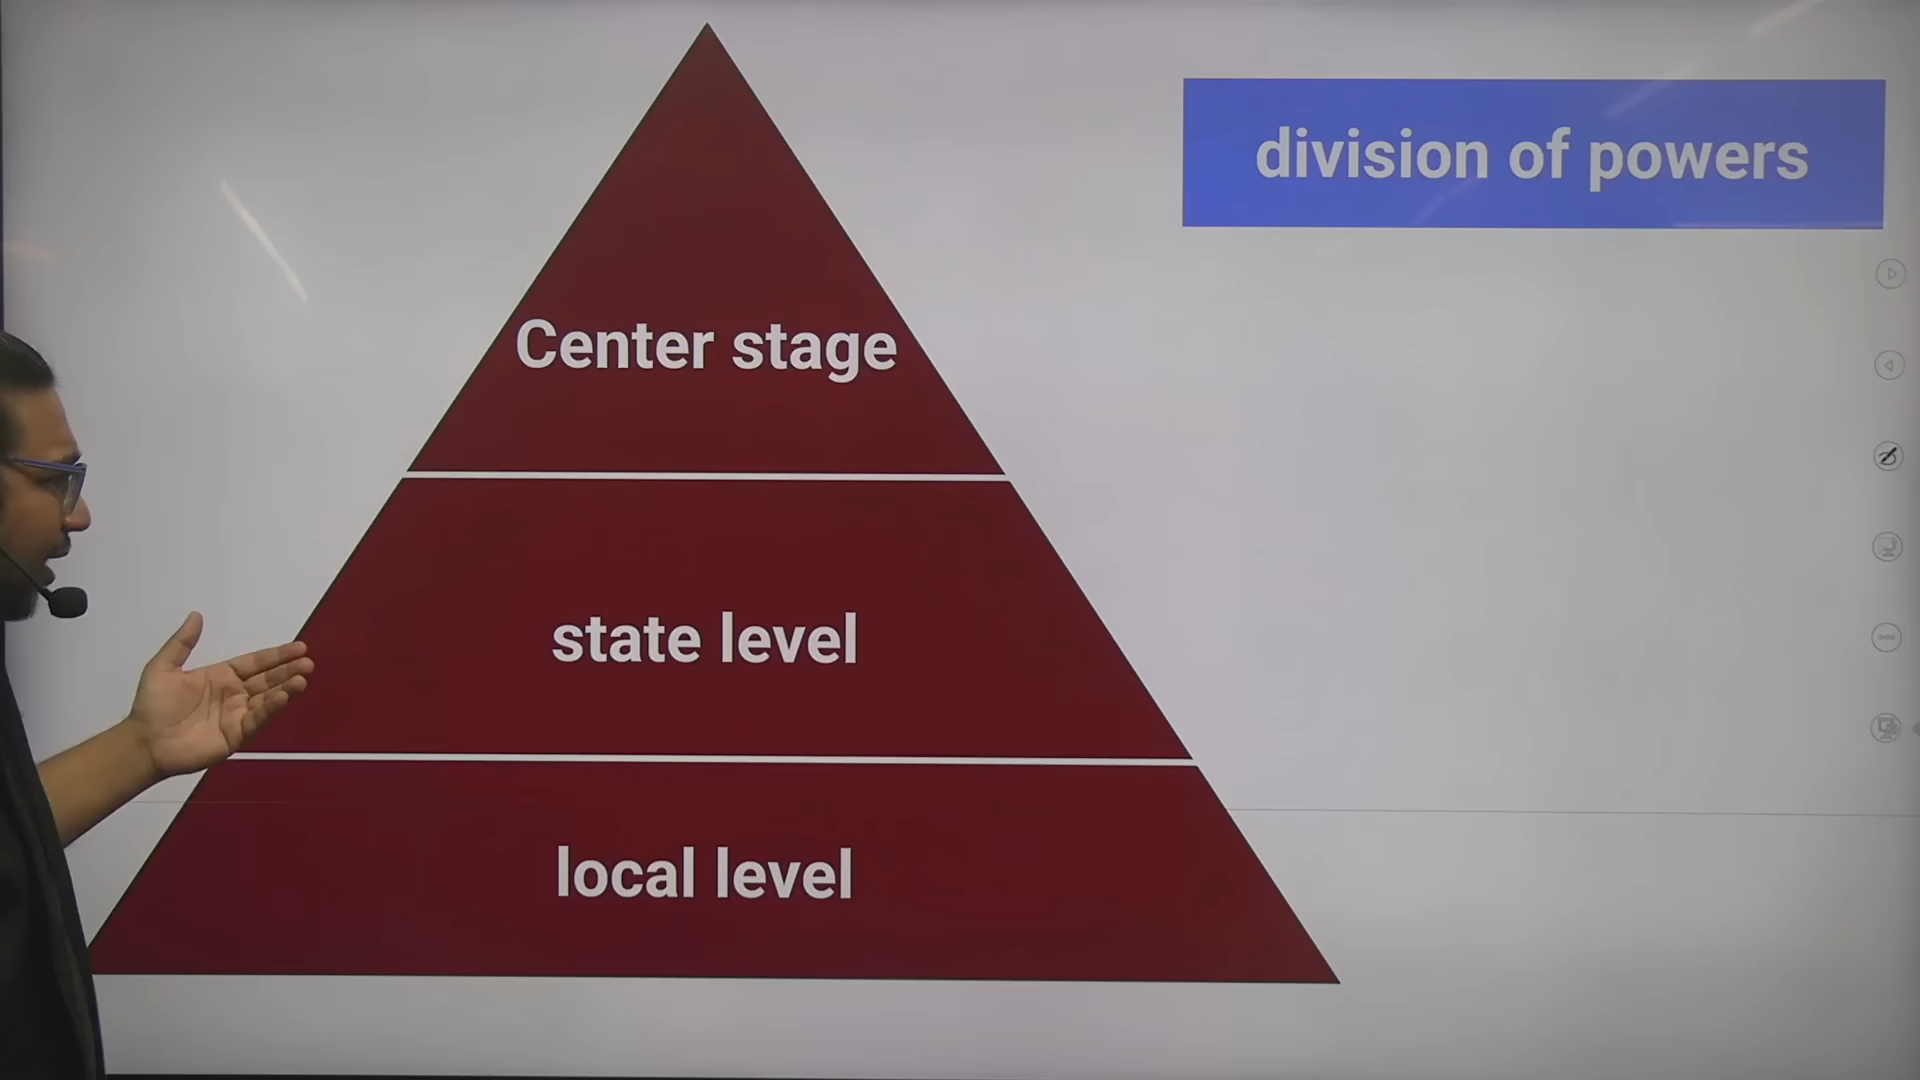 division of powers
Center stage
state level
local level